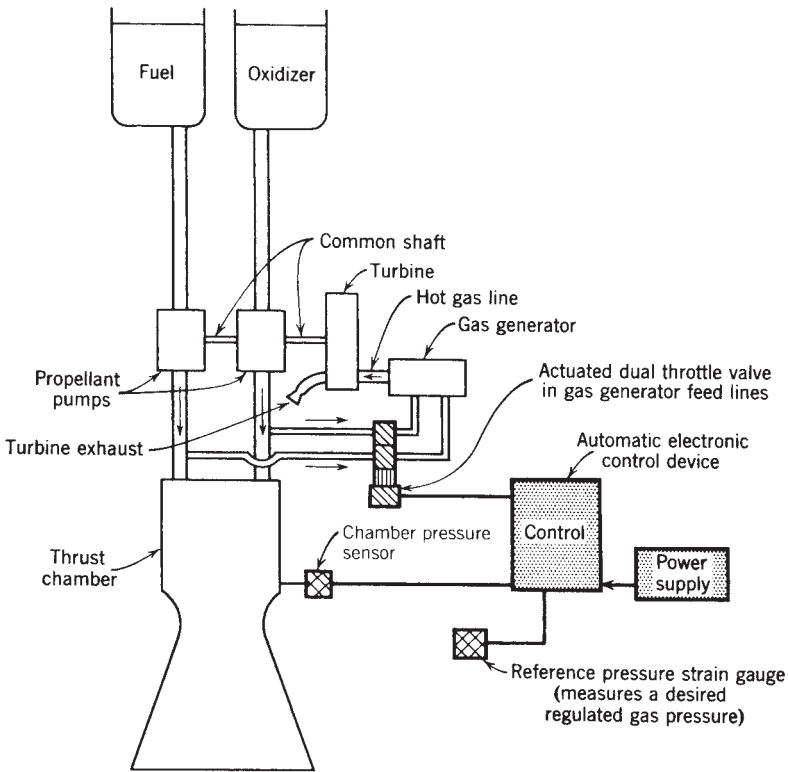 Fuel
Oxidizer
Common shaft
Turbine
Hot gas line
Gas generator
Propellant
pumps
Actuated dual throttle valve
in gas generator feed lines
Turbine exhaust
Automatic electronic
control device
Chamber pressure
sensor
Control
Thrust
chamber
Power
supply
Reference pressure strain gauge
(measures a desired
regulated gas pressure)